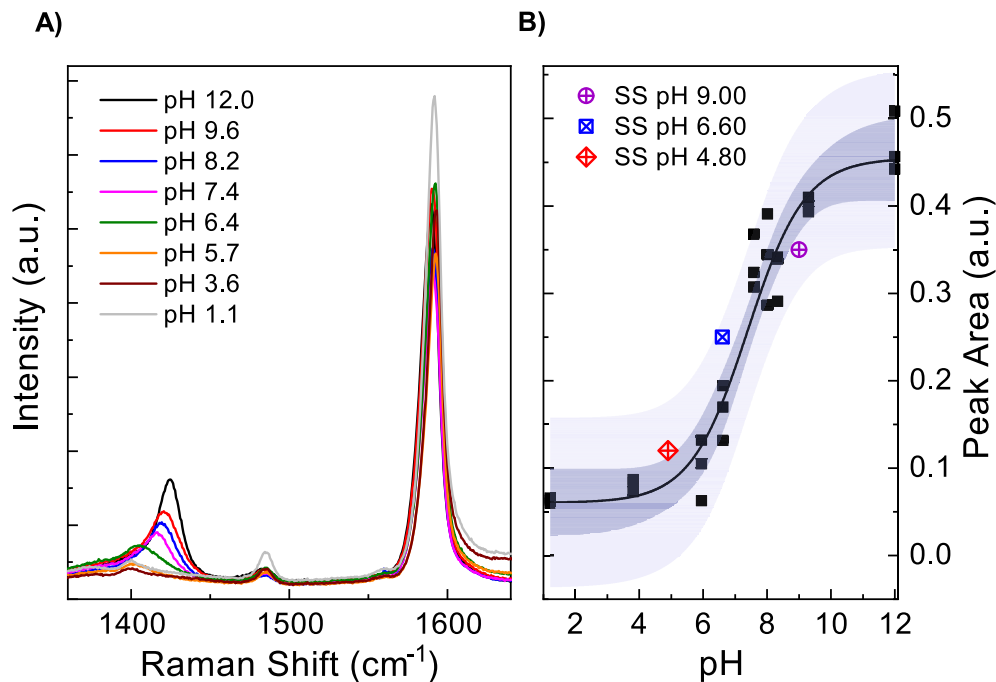 A)
Intensity (a.u.)
pH 12.0
pH 9.6
pH 8.2
pH 7.4
pH 6.4
pH 5.7
pH 3.6
pH 1.1
1400 1500 1600
Raman Shift (cm⁻¹)
B)
SS pH 9.00
SS pH 6.60
SS pH 4.80
0.5
0.4
0.3
0.2
0.1
0.0
Peak Area (a.u.)
2 4 6 8 10 12
pH